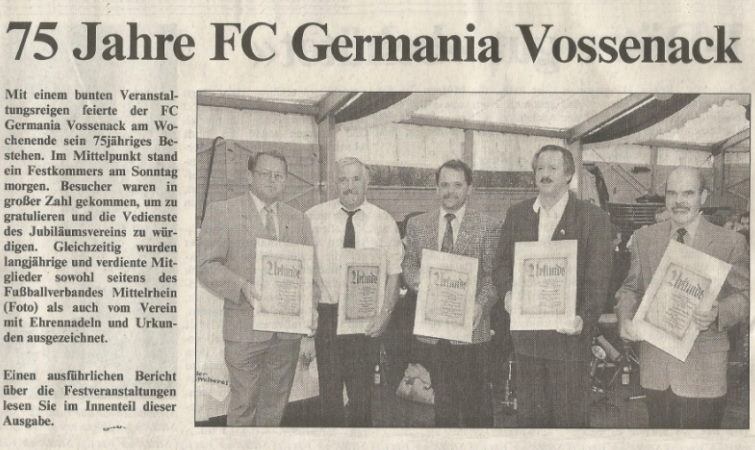 75 Jahre FC Germania Vossenack
Mit einem bunten Veranstal-
tungsreigen feierte der FC
Germania Vossenack am Wo-
chenende sein 75jähriges Be-
stehen. Im Mittelpunkt stand
ein Festkommers am Sonntag
morgen. Besucher waren in
großer Zahl gekommen, um zu
gratulieren und die Vedienste
des Jubiläumsvereins zu wür-
digen. Gleichzeitig wurden
langjährige und verdiente Mit-
glieder sowohl seitens des
Fußballverbandes Mittelrhein
(Foto) als auch vom Verein
mit Ehrennadeln und Urkun-
den ausgezeichnet.
Einen ausführlichen Bericht
über die Festveranstaltungen
lesen Sie im Innenteil dieser
Ausgabe.
Urkunde
Urkunde
Urkunde
Urkunde
Urkunde